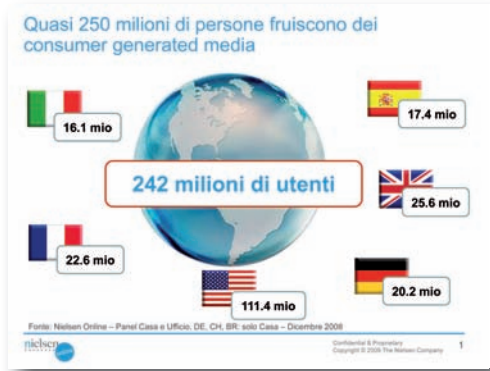 Quasi 250 milioni di persone fruiscono dei
consumer generated media
16.1 mio
17.4 mio
242 milioni di utenti
25.6 mio
22.6 mio
20.2 mio
111.4 mio
Fonte: Nielsen Online – Panel Casa e Ufficio, DE, CH, BR: solo Casa – Dicembre 2008
nielsen
Confidential & Proprietary
Copyright © 2009 The Nielsen Company
1